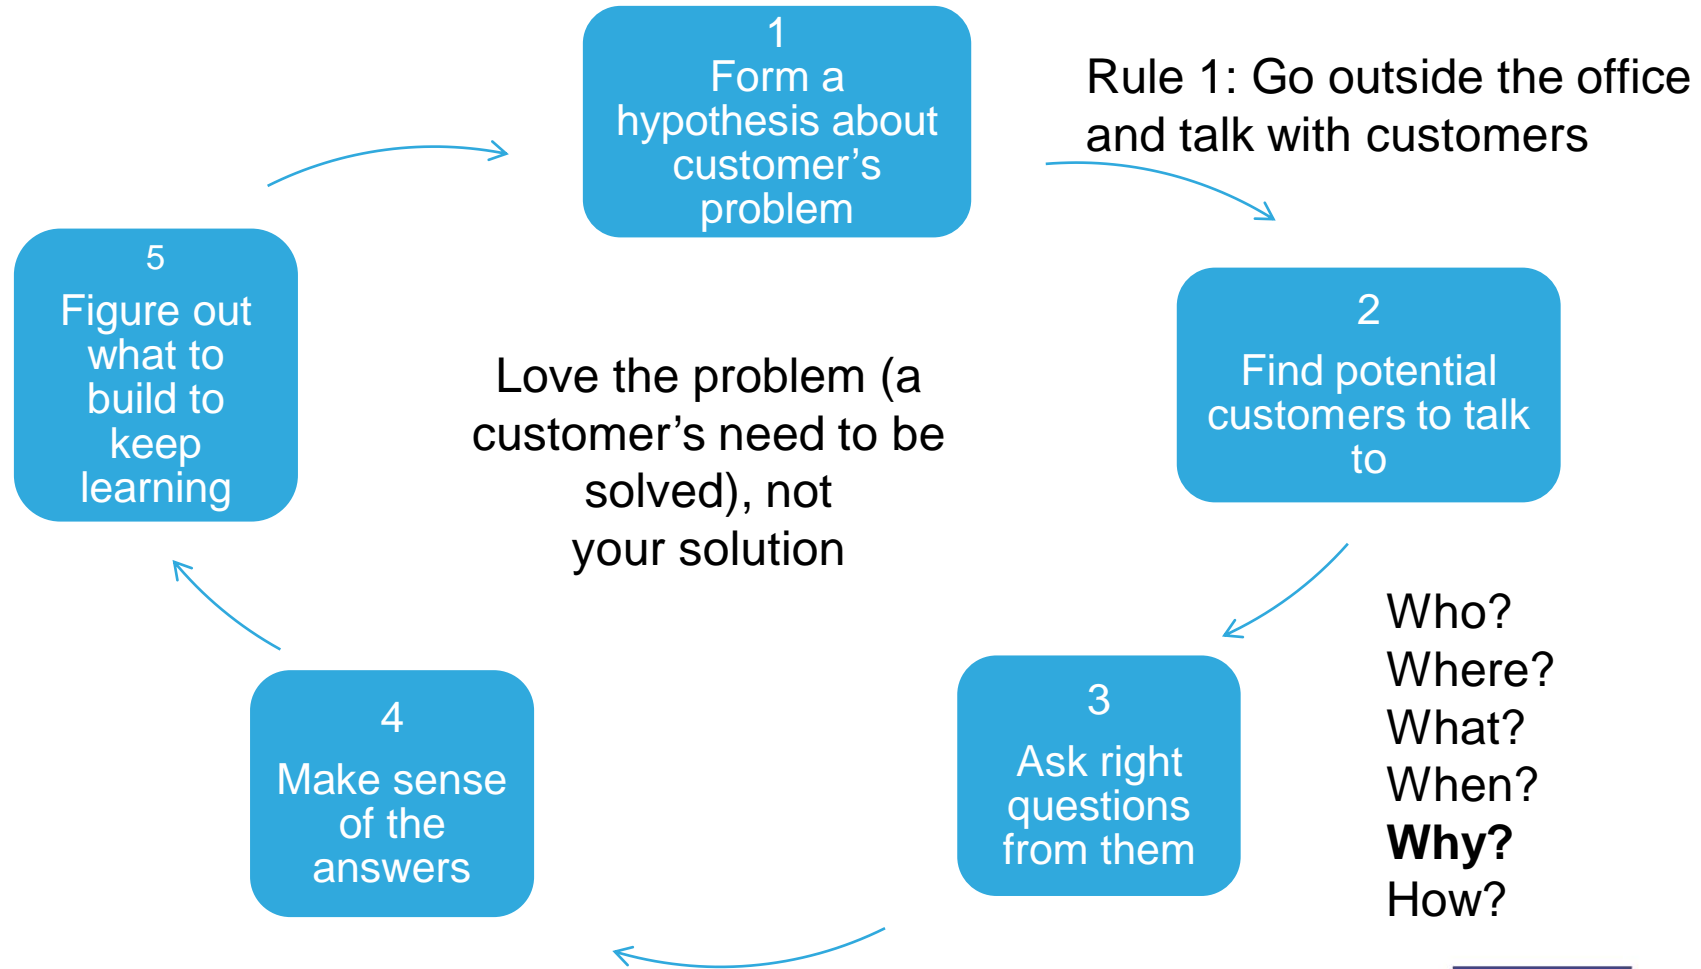 1
Form a
hypothesis about
customer’s
problem
Rule 1: Go outside the office
and talk with customers
2
Find potential
customers to talk
to
Who?
Where?
What?
When?
Why?
How?
3
Ask right
questions
from them
4
Make sense
of the
answers
5
Figure out
what to
build to
keep
learning
Love the problem (a
customer’s need to be
solved), not
your solution